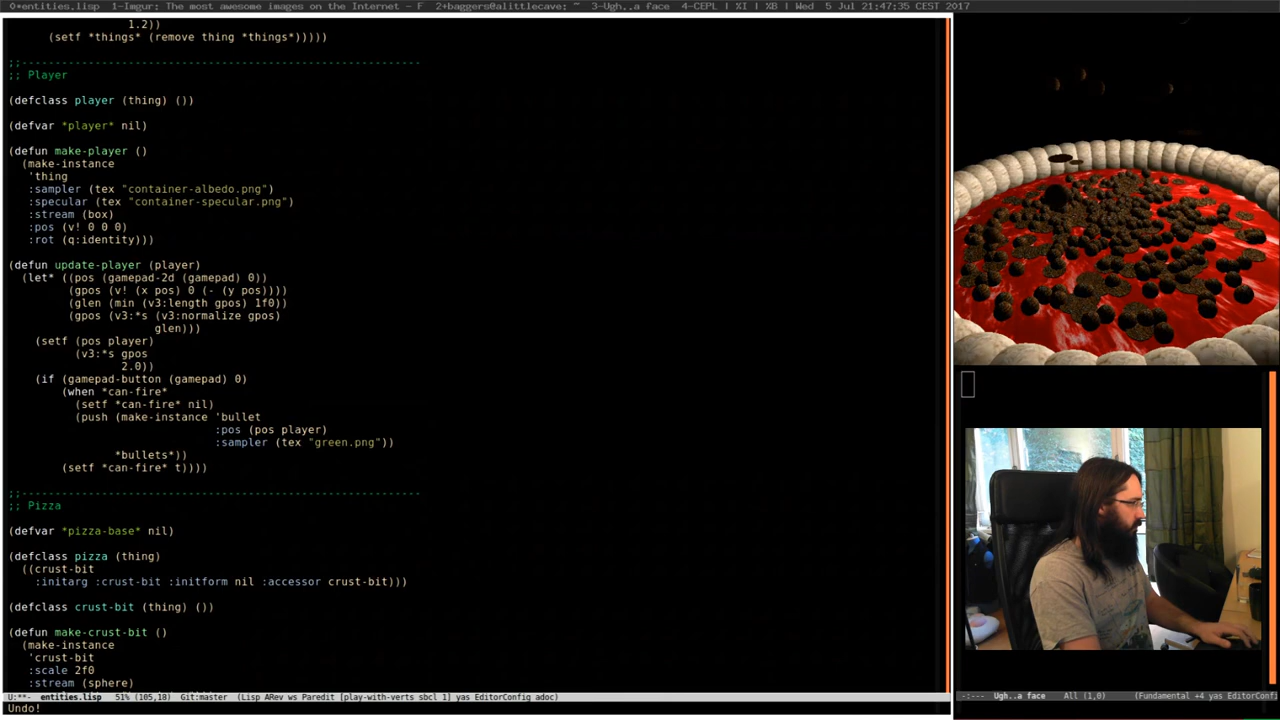 0*entities.lisp  1-Imgur: The most awesome images on the Internet - F  2+baggers@alittlecave: ~  3-Ugh..a face  4-CEPL | %I | %B | Wed  5 Jul 21:47:35 CEST 2017
1.2))
(setf *things* (remove thing *things*)))))
;;------------------------------------------------------------
;; Player
(defclass player (thing) ())
(defvar *player* nil)
(defun make-player ()
(make-instance
'thing
:sampler (tex "container-albedo.png")
:specular (tex "container-specular.png")
:stream (box)
:pos (v! 0 0 0)
:rot (q:identity)))
(defun update-player (player)
(let* ((pos (gamepad-2d (gamepad) 0))
(gpos (v! (x pos) 0 (- (y pos))))
(glen (min (v3:length gpos) 1f0))
(gpos (v3:*s (v3:normalize gpos)
glen)))
(setf (pos player)
(v3:*s gpos
2.0))
(if (gamepad-button (gamepad) 0)
(when *can-fire*
(setf *can-fire* nil)
(push (make-instance 'bullet
:pos (pos player)
:sampler (tex "green.png"))
*bullets*))
(setf *can-fire* t))))
;;------------------------------------------------------------
;; Pizza
(defvar *pizza-base* nil)
(defclass pizza (thing)
((crust-bit
:initarg :crust-bit :initform nil :accessor crust-bit)))
(defclass crust-bit (thing) ())
(defun make-crust-bit ()
(make-instance
'crust-bit
:scale 2f0
:stream (sphere)
U:**-  entities.lisp   51% (105,18)  Git:master  (Lisp ARev ws Paredit [play-with-verts sbcl 1] yas EditorConfig adoc)
Undo!
-:---  Ugh..a face   All (1,0)   (Fundamental +4 yas EditorConfi